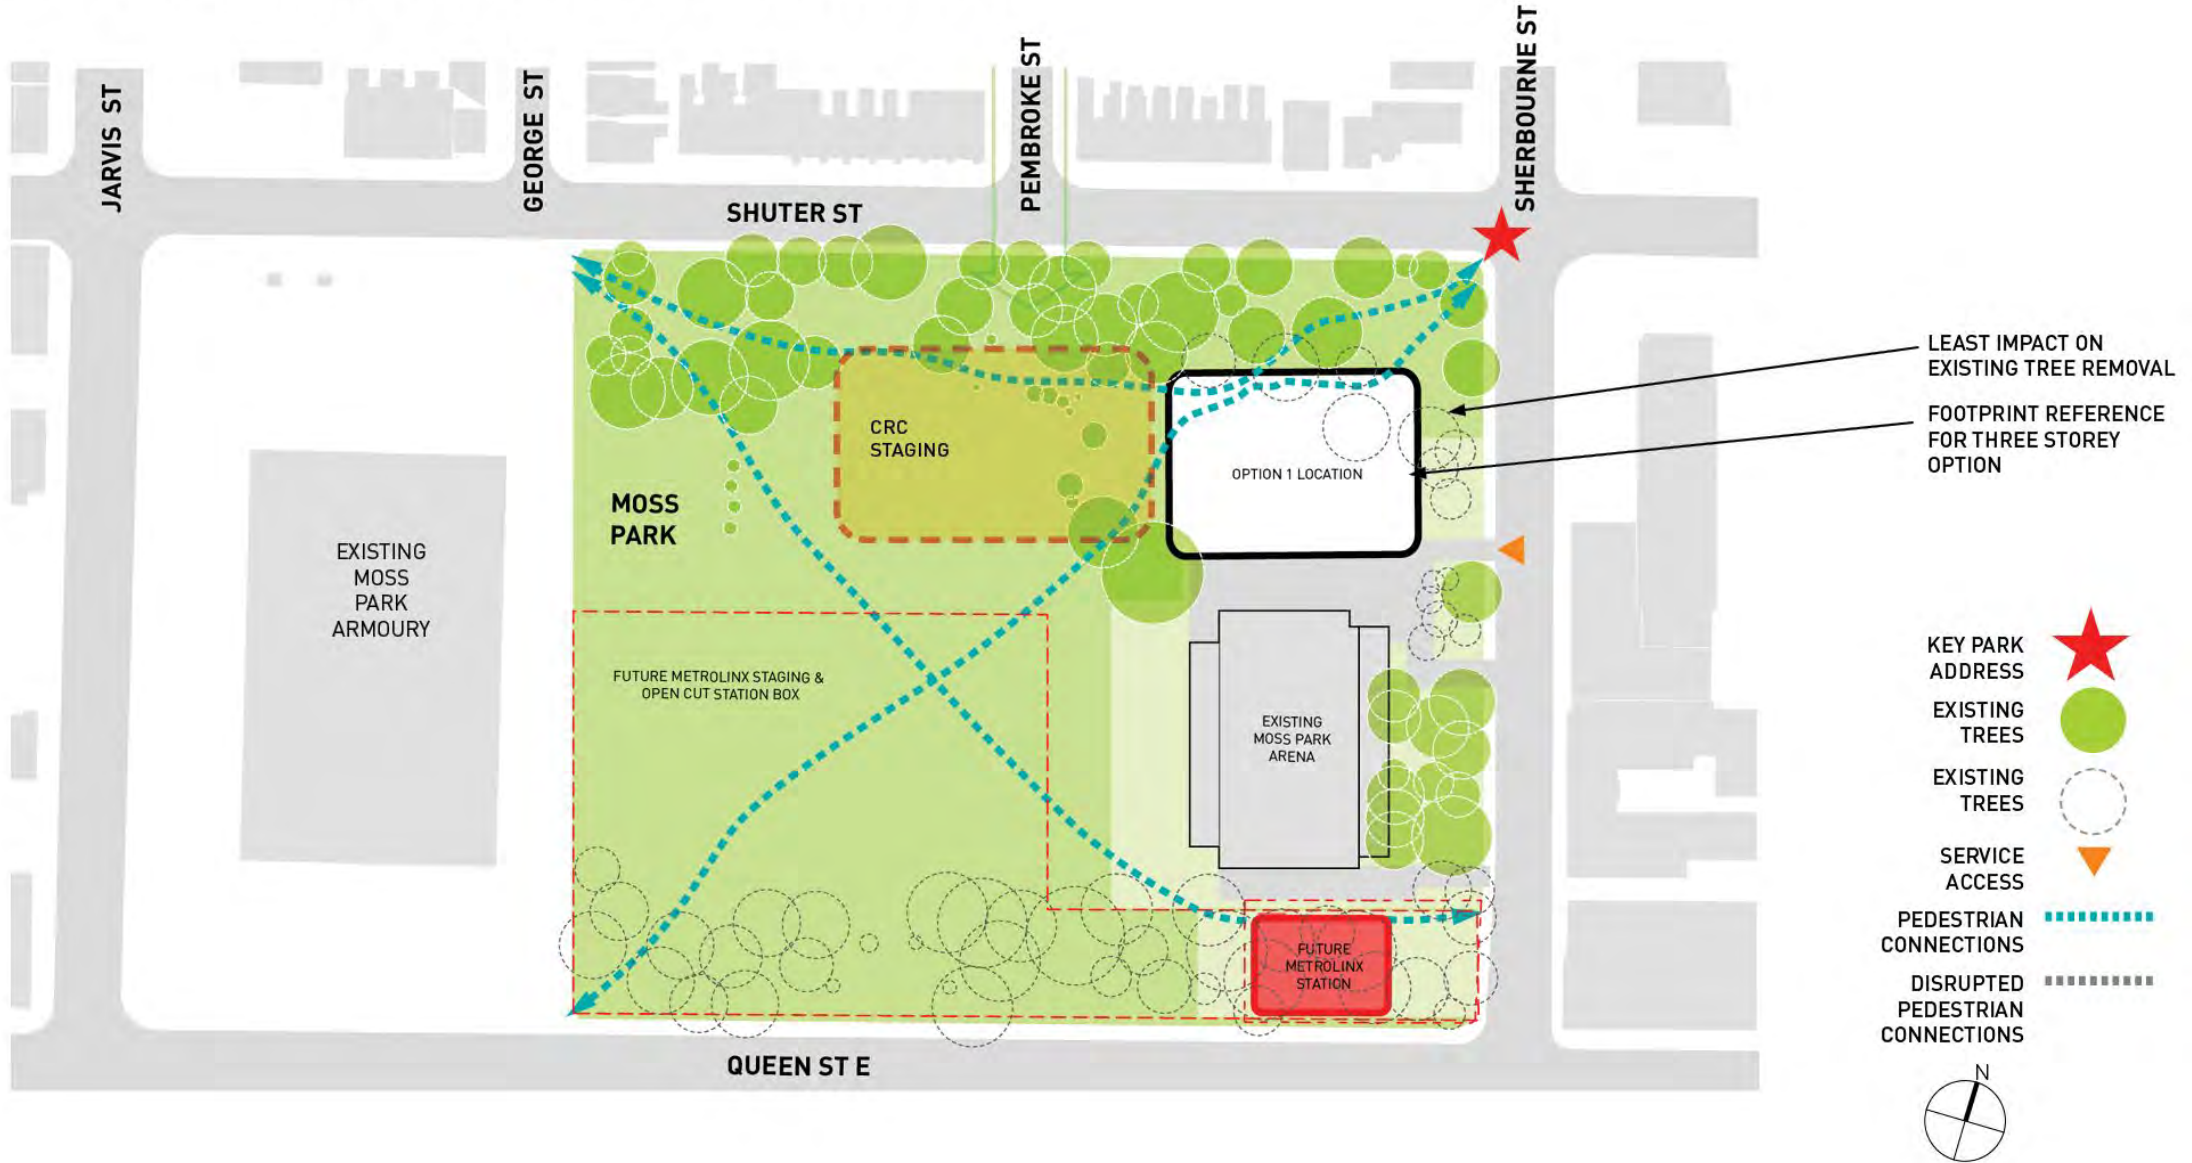 JARVIS ST
GEORGE ST
PEMBROKE ST
SHERBOURNE ST
SHUTER ST
LEAST IMPACT ON
EXISTING TREE REMOVAL
FOOTPRINT REFERENCE
FOR THREE STOREY
OPTION
CRC
STAGING
OPTION 1 LOCATION
MOSS
PARK
EXISTING
MOSS
PARK
ARMOURY
FUTURE METROLINX STAGING &
OPEN CUT STATION BOX
EXISTING
MOSS PARK
ARENA
FUTURE
METROLINX
STATION
QUEEN ST E
KEY PARK
ADDRESS
EXISTING
TREES
EXISTING
TREES
SERVICE
ACCESS
PEDESTRIAN
CONNECTIONS
DISRUPTED
PEDESTRIAN
CONNECTIONS
N